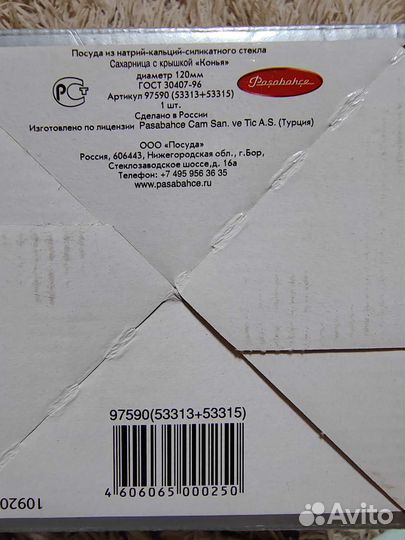 Посуда из натрий-кальций-силикатного стекла
Сахарница с крышкой «Конья»
диаметр 120мм
ГОСТ 30407-96
Артикул 97590 (53313+53315)
1 шт.
Сделано в России
Изготовлено по лицензии Pasabahce Cam San. ve Tic A.S. (Турция)
РСТ
Paşabahçe
ООО «Посуда»
Россия, 606443, Нижегородская обл., г.Бор,
Стеклозаводское шоссе,д. 16а
Телефон: +7 495 956 36 35
www.pasabahce.ru
97590(53313+53315)
4 606065 000250
10920
Avito